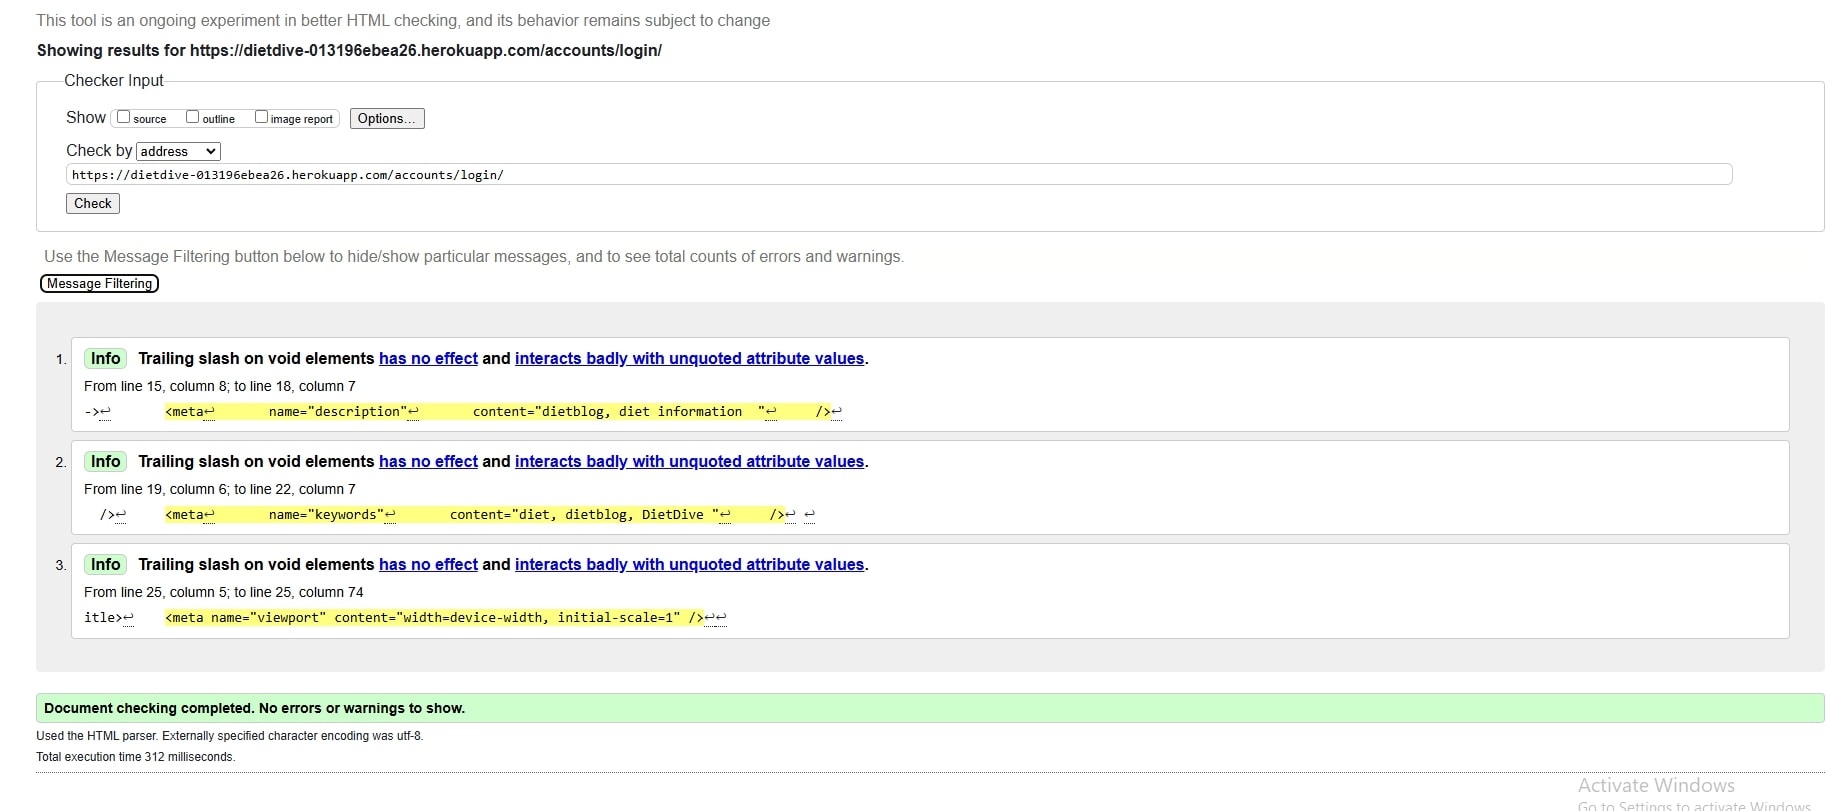 This tool is an ongoing experiment in better HTML checking, and its behavior remains subject to change
Showing results for https://dietdive-013196ebea26.herokuapp.com/accounts/login/
Checker Input
Show source outline image report Options...
Check by address
https://dietdive-013196ebea26.herokuapp.com/accounts/login/
Check
Use the Message Filtering button below to hide/show particular messages, and to see total counts of errors and warnings.
Message Filtering
1. Info Trailing slash on void elements has no effect and interacts badly with unquoted attribute values.
From line 15, column 8; to line 18, column 7
->↩ <meta↩ name="description"↩ content="dietblog, diet information "↩ />↩
2. Info Trailing slash on void elements has no effect and interacts badly with unquoted attribute values.
From line 19, column 6; to line 22, column 7
/>↩ <meta↩ name="keywords"↩ content="diet, dietblog, DietDive "↩ />↩ ↩
3. Info Trailing slash on void elements has no effect and interacts badly with unquoted attribute values.
From line 25, column 5; to line 25, column 74
itle>↩ <meta name="viewport" content="width=device-width, initial-scale=1" />↩↩
Document checking completed. No errors or warnings to show.
Used the HTML parser. Externally specified character encoding was utf-8.
Total execution time 312 milliseconds.
Activate Windows
Go to Settings to activate Windows.